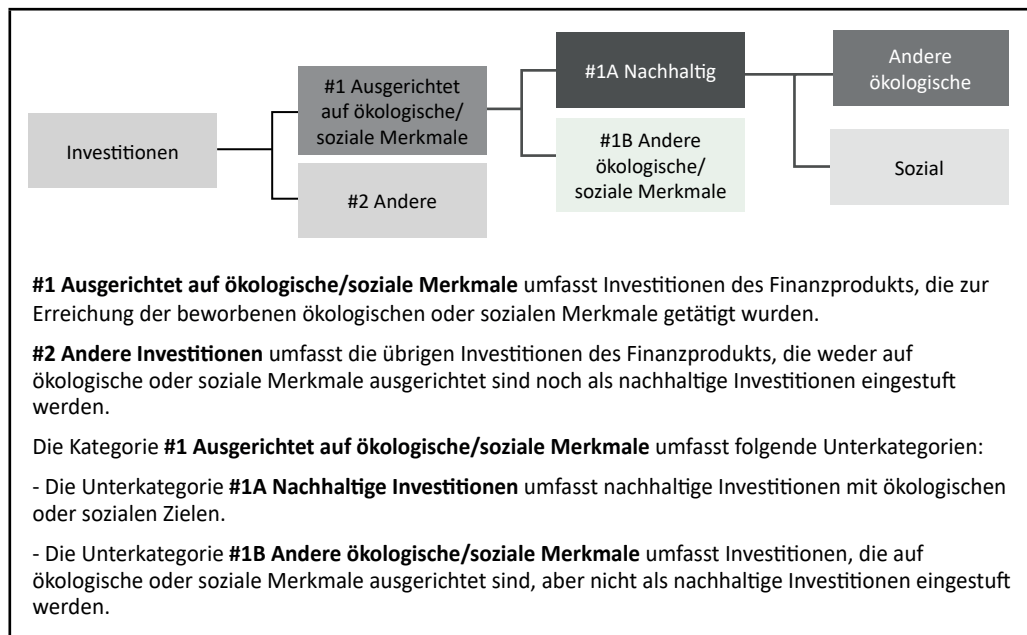 Investitionen
#1 Ausgerichtet
auf ökologische/
soziale Merkmale
#2 Andere
#1A Nachhaltig
#1B Andere
ökologische/
soziale Merkmale
Andere
ökologische
Sozial
#1 Ausgerichtet auf ökologische/soziale Merkmale umfasst Investitionen des Finanzprodukts, die zur
Erreichung der beworbenen ökologischen oder sozialen Merkmale getätigt wurden.
#2 Andere Investitionen umfasst die übrigen Investitionen des Finanzprodukts, die weder auf
ökologische oder soziale Merkmale ausgerichtet sind noch als nachhaltige Investitionen eingestuft
werden.
Die Kategorie #1 Ausgerichtet auf ökologische/soziale Merkmale umfasst folgende Unterkategorien:
- Die Unterkategorie #1A Nachhaltige Investitionen umfasst nachhaltige Investitionen mit ökologischen
oder sozialen Zielen.
- Die Unterkategorie #1B Andere ökologische/soziale Merkmale umfasst Investitionen, die auf
ökologische oder soziale Merkmale ausgerichtet sind, aber nicht als nachhaltige Investitionen eingestuft
werden.